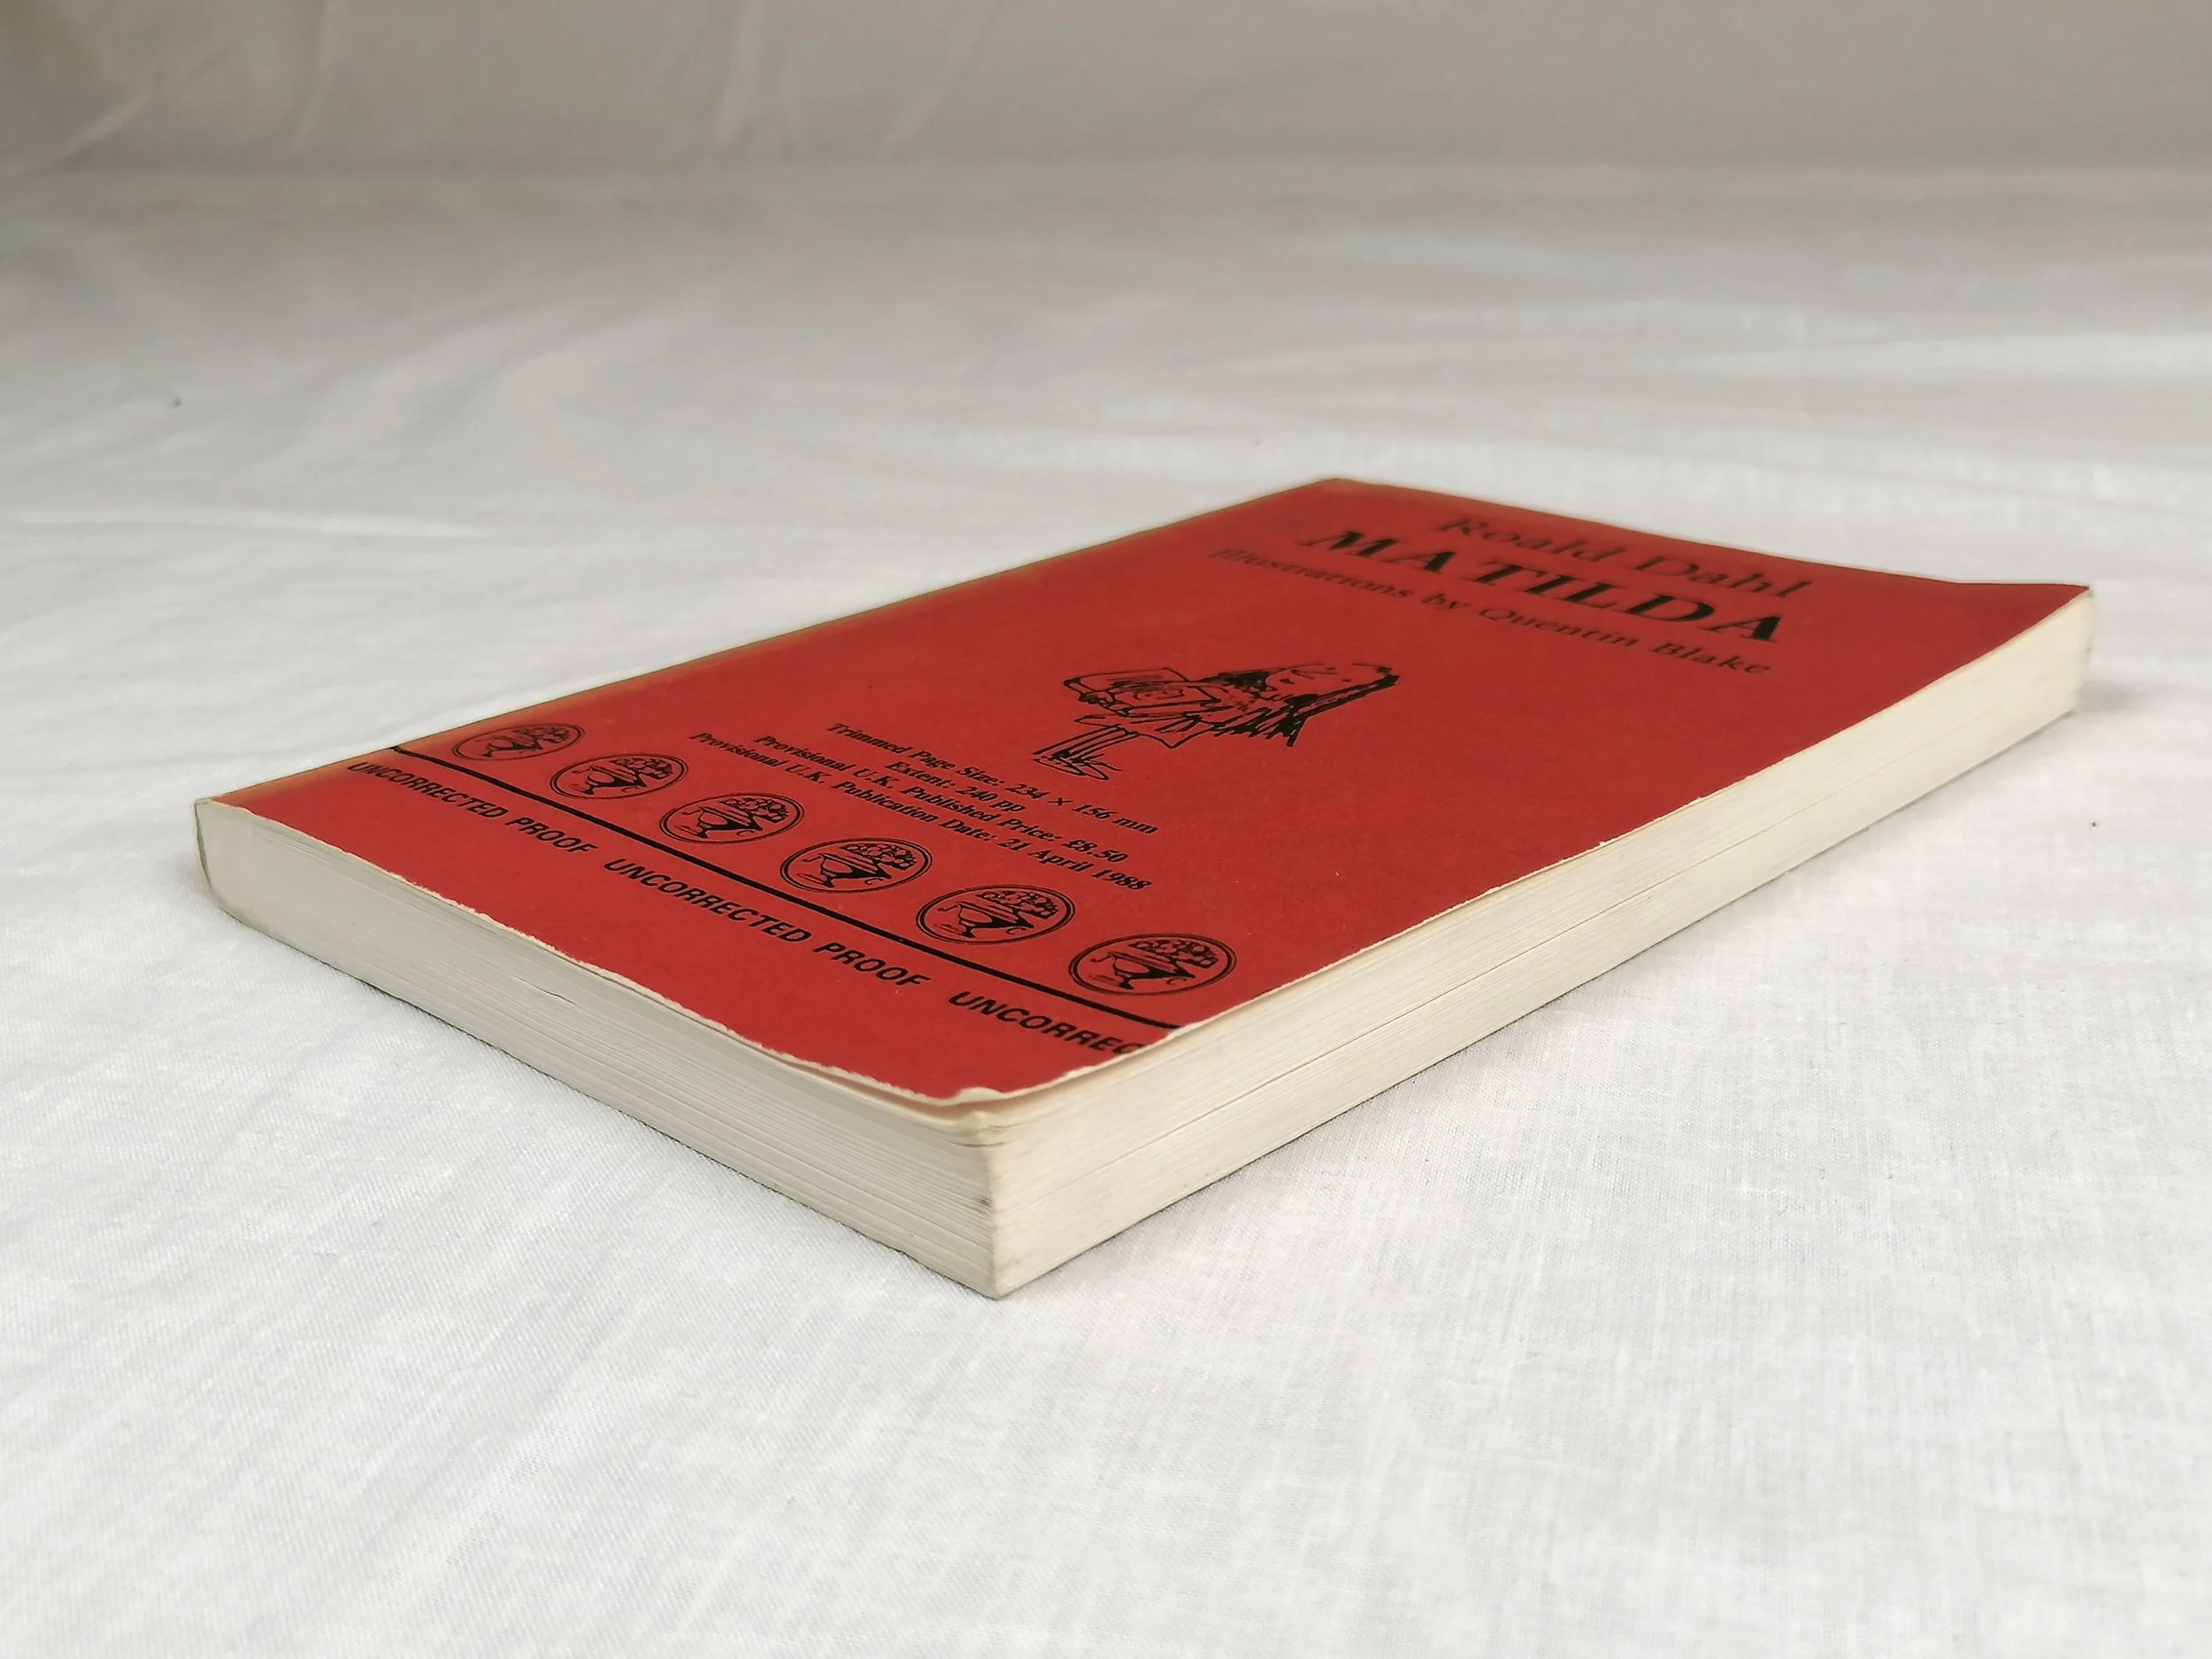 Roald Dahl
MATILDA
Illustrations by Quentin Blake
Trimmed Page Size: 234 × 156 mm
Extent: 240 pp
Provisional U.K. Published Price: £8.50
Provisional U.K. Publication Date: 21 April 1988
UNCORRECTED PROOF UNCORRECTED PROOF UNCORREC